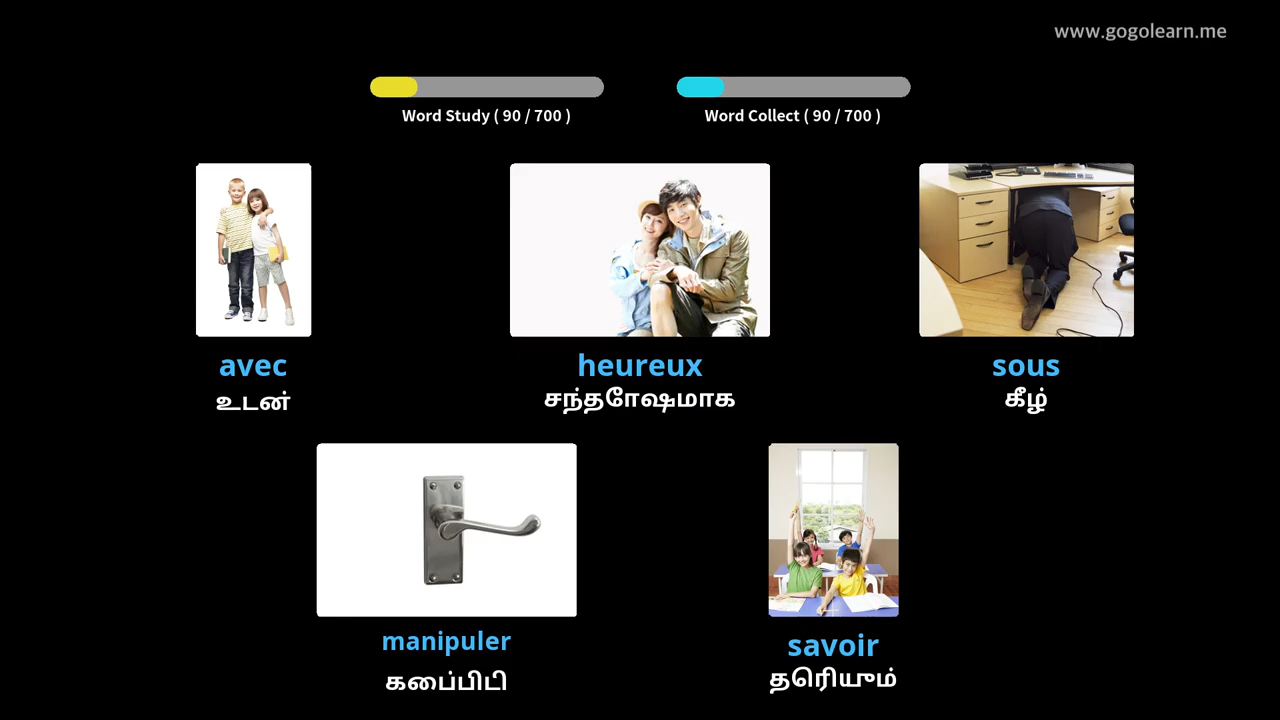 www.gogolearn.me
Word Study ( 90 / 700 )
Word Collect ( 90 / 700 )
avec
உடன்
heureux
சந்தோஷமாக
sous
கீழ்
manipuler
கைப்பிடி
savoir
தெரியும்